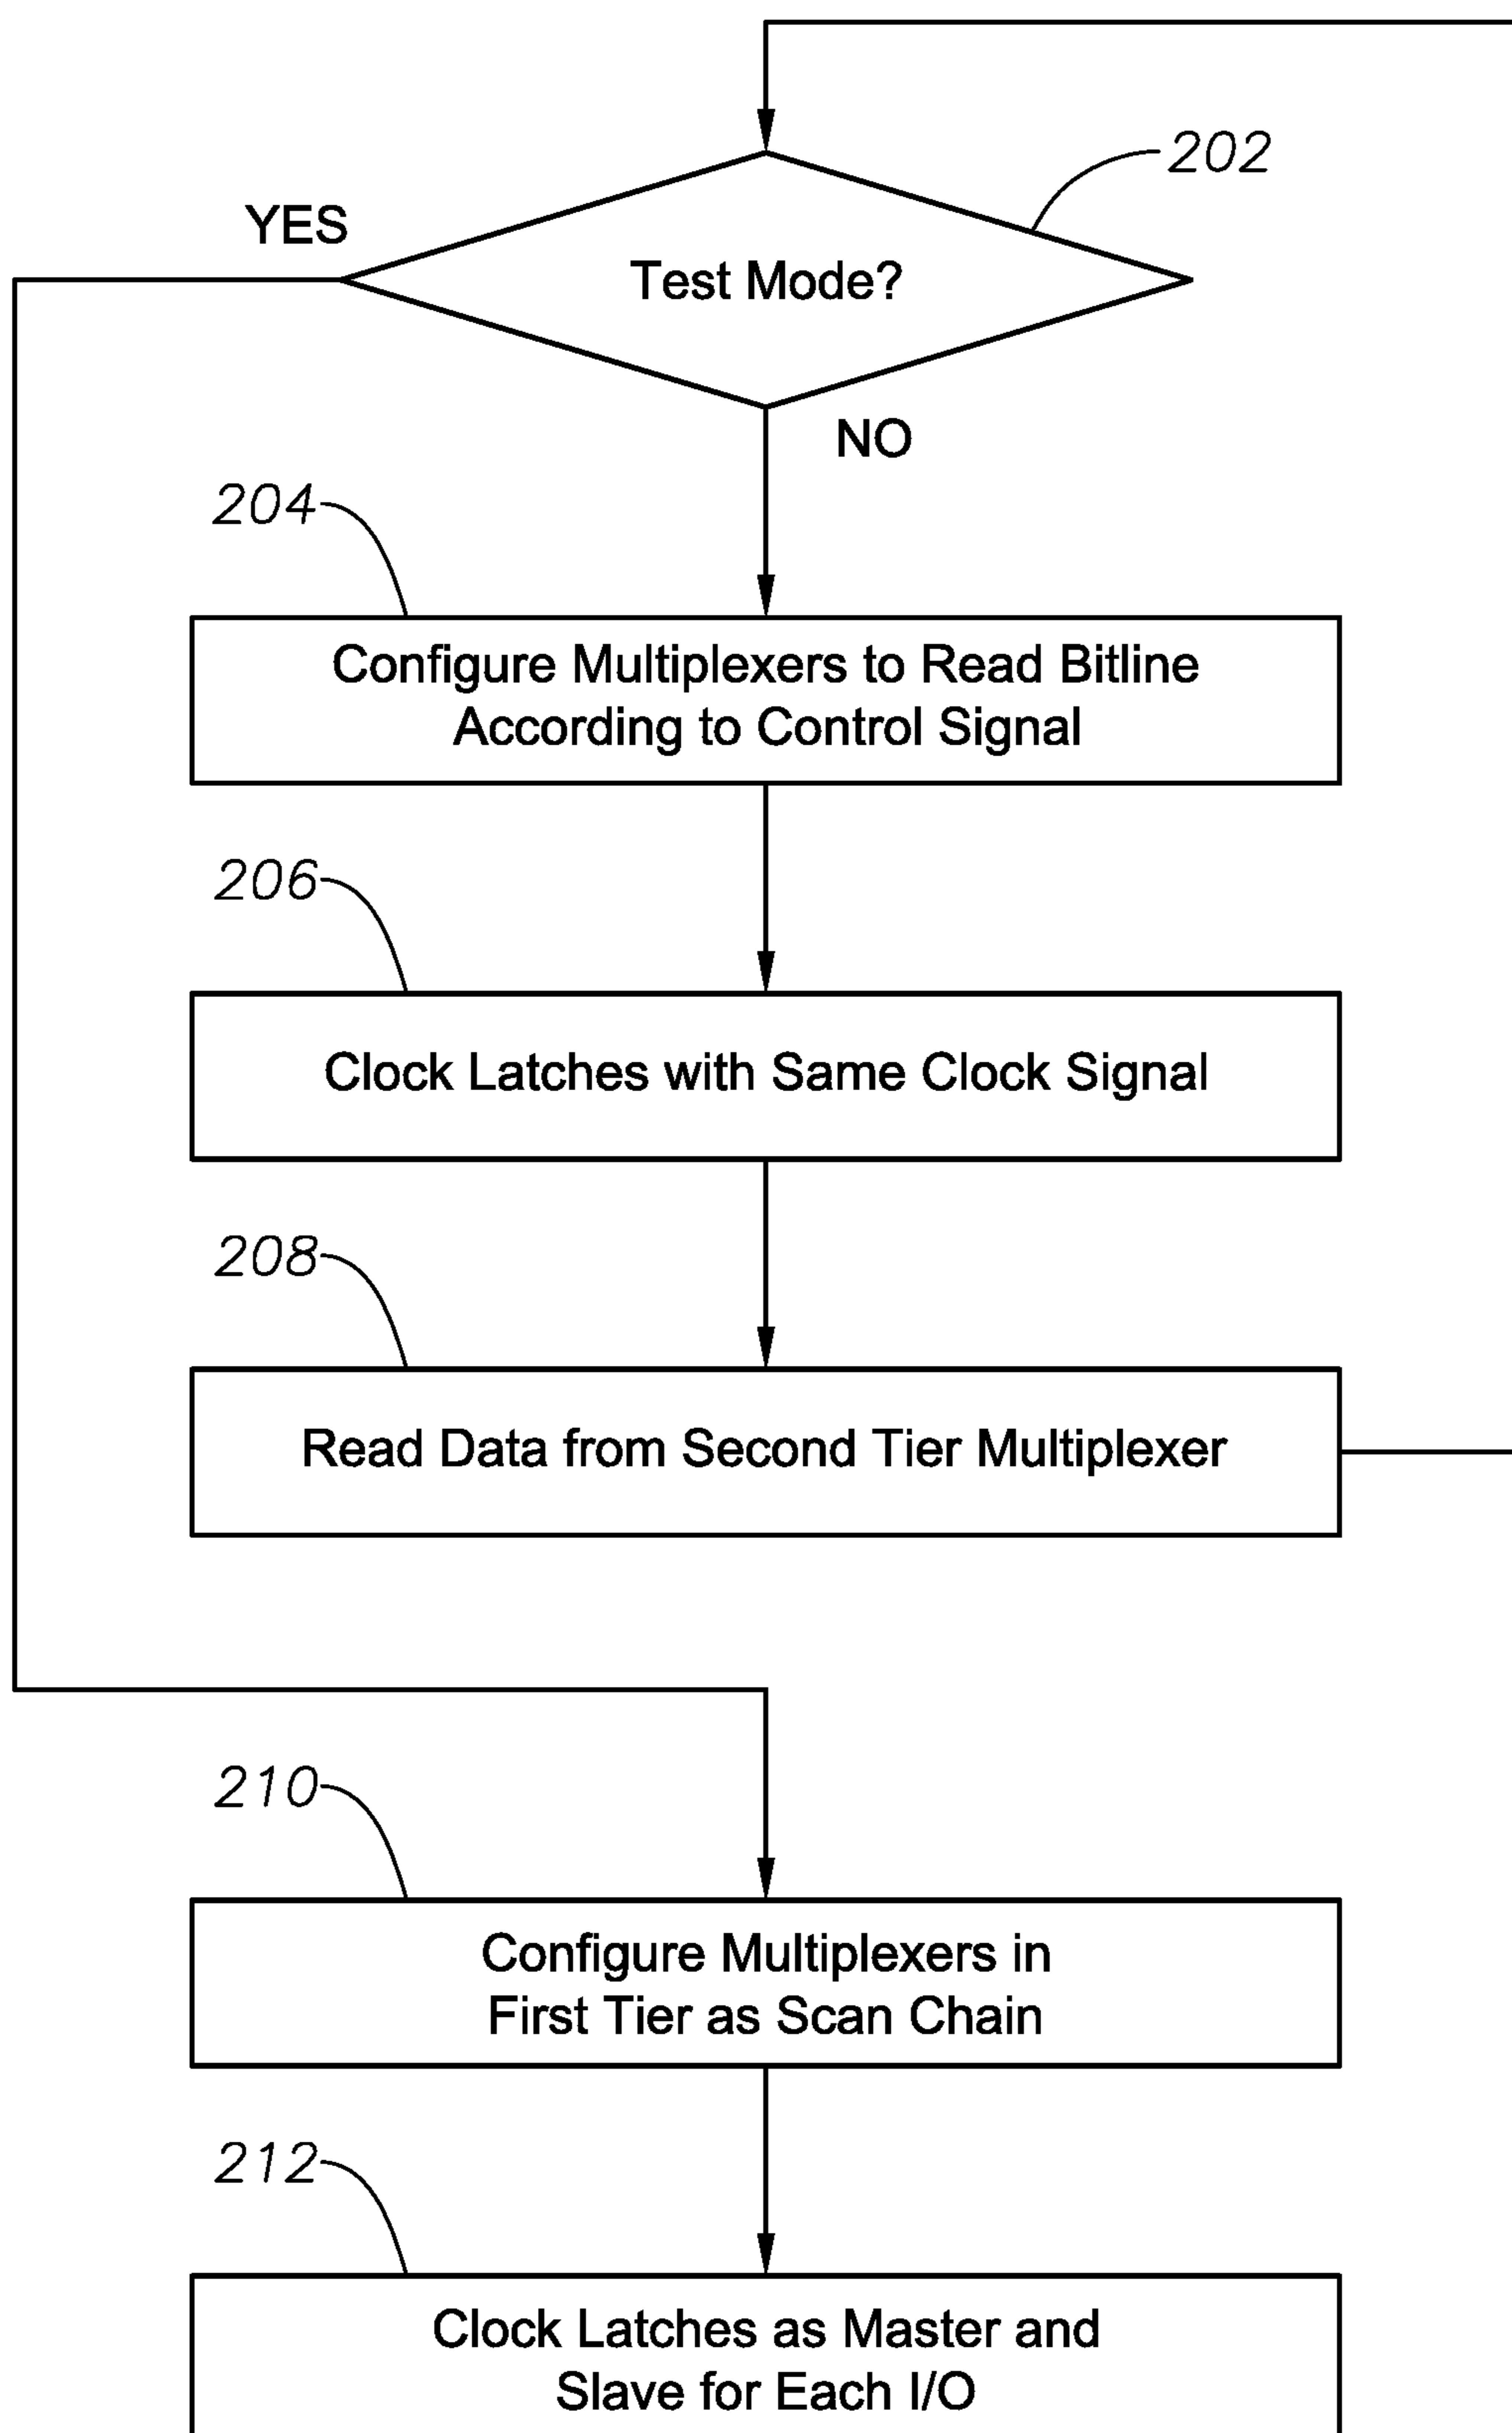 202
YES
Test Mode?
NO
204
Configure Multiplexers to Read Bitline
According to Control Signal
206
Clock Latches with Same Clock Signal
208
Read Data from Second Tier Multiplexer
210
Configure Multiplexers in
First Tier as Scan Chain
212
Clock Latches as Master and
Slave for Each I/O